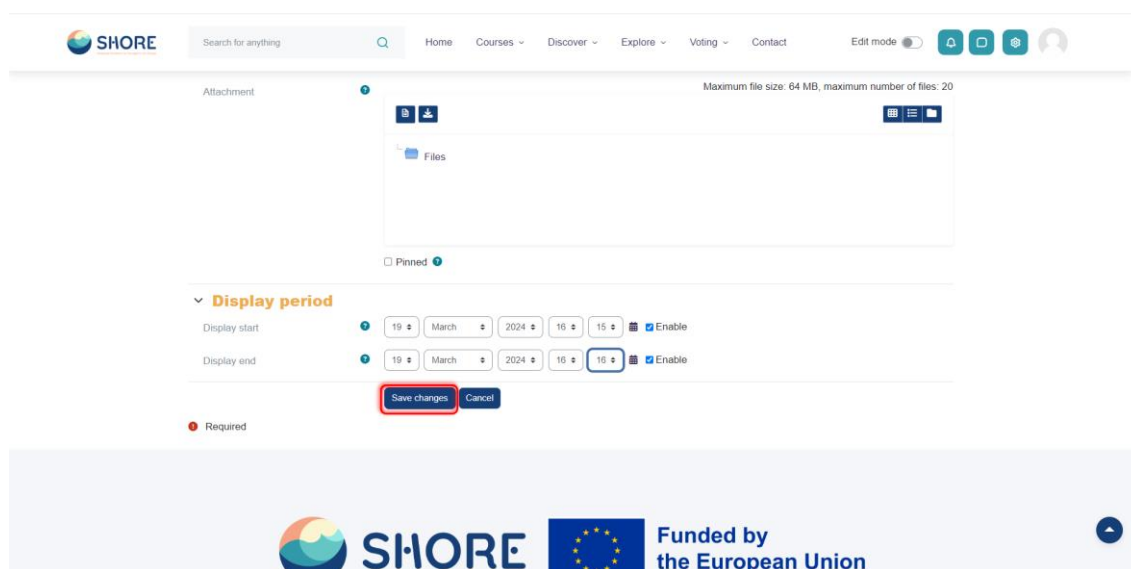 SHORE Search for anything Home Courses Discover Explore Voting Contact Edit mode
Attachment Maximum file size: 64 MB, maximum number of files: 20
Files
Pinned
Display period
Display start 19 March 2024 16 15 Enable
Display end 19 March 2024 16 16 Enable
Save changes Cancel
Required
SHORE Funded by
the European Union